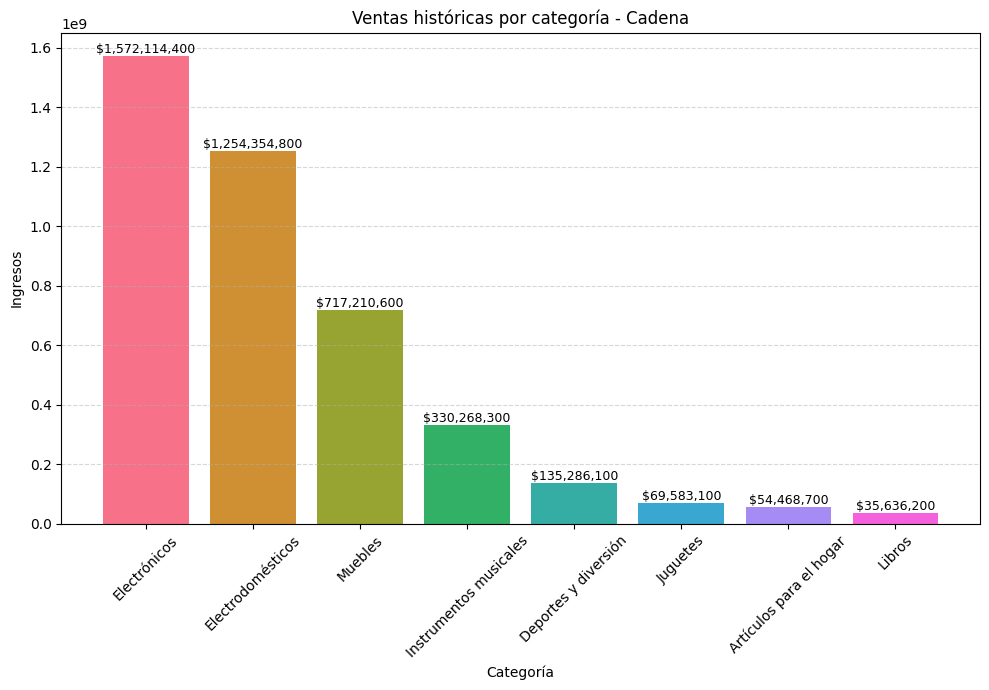 Ventas históricas por categoría - Cadena
1e9
1.6
1.4
1.2
1.0
0.8
0.6
0.4
0.2
0.0
Ingresos
$1,572,114,400
$1,254,354,800
$717,210,600
$330,268,300
$135,286,100
$69,583,100
$54,468,700
$35,636,200
Electrónicos
Electrodomésticos
Muebles
Instrumentos musicales
Deportes y diversión
Juguetes
Artículos para el hogar
Libros
Categoría